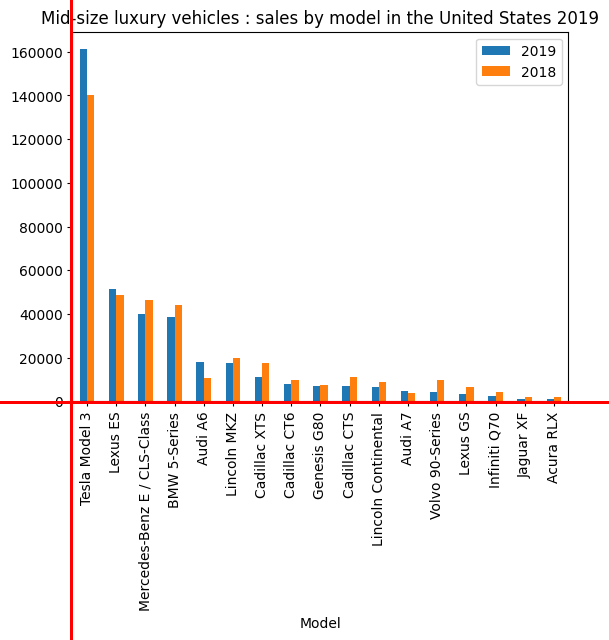 Mid-size luxury vehicles : sales by model in the United States 2019
2019
2018
160000
140000
120000
100000
80000
60000
40000
20000
0
Tesla Model 3
Lexus ES
Mercedes-Benz E / CLS-Class
BMW 5-Series
Audi A6
Lincoln MKZ
Cadillac XTS
Cadillac CT6
Genesis G80
Cadillac CTS
Lincoln Continental
Audi A7
Volvo 90-Series
Lexus GS
Infiniti Q70
Jaguar XF
Acura RLX
Model